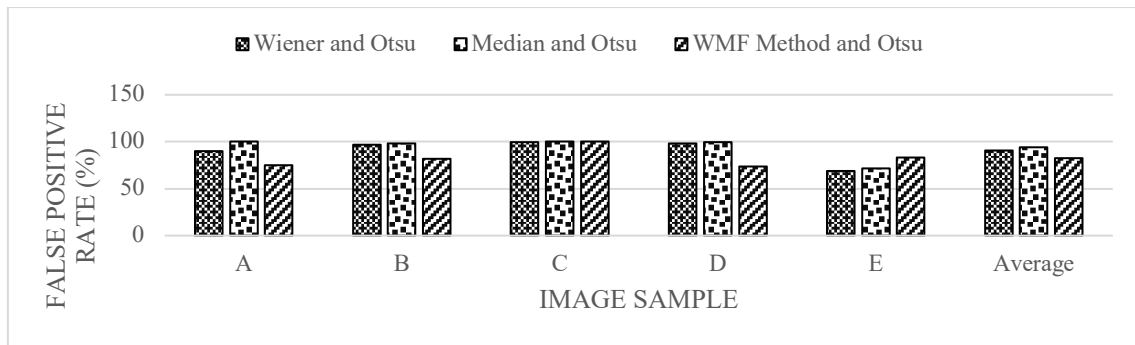 Wiener and Otsu Median and Otsu WMF Method and Otsu
150
100
50
0
FALSE POSITIVE
RATE (%)
A B C D E Average
IMAGE SAMPLE